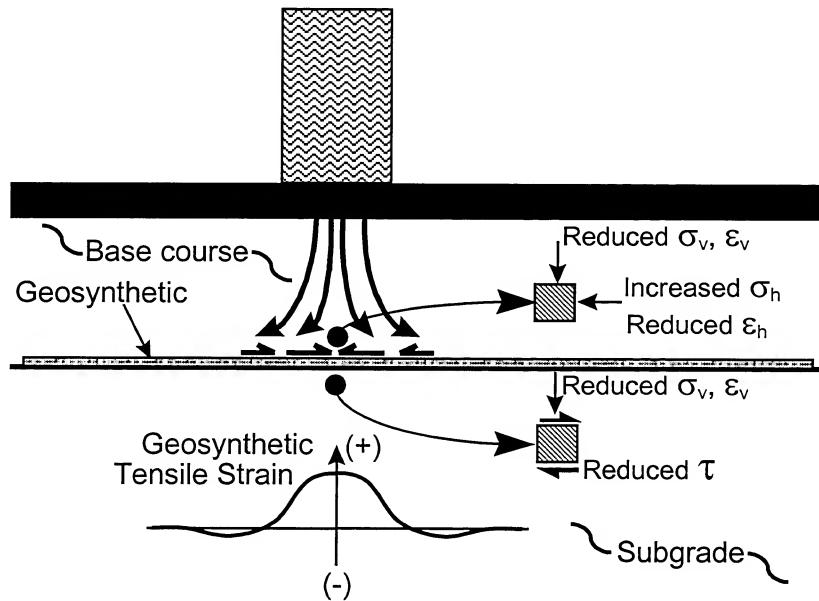 Base course
Geosynthetic
Reduced σv, εv
Increased σh
Reduced εh
Reduced σv, εv
Reduced τ
Geosynthetic
Tensile Strain
(+)
(-)
Subgrade